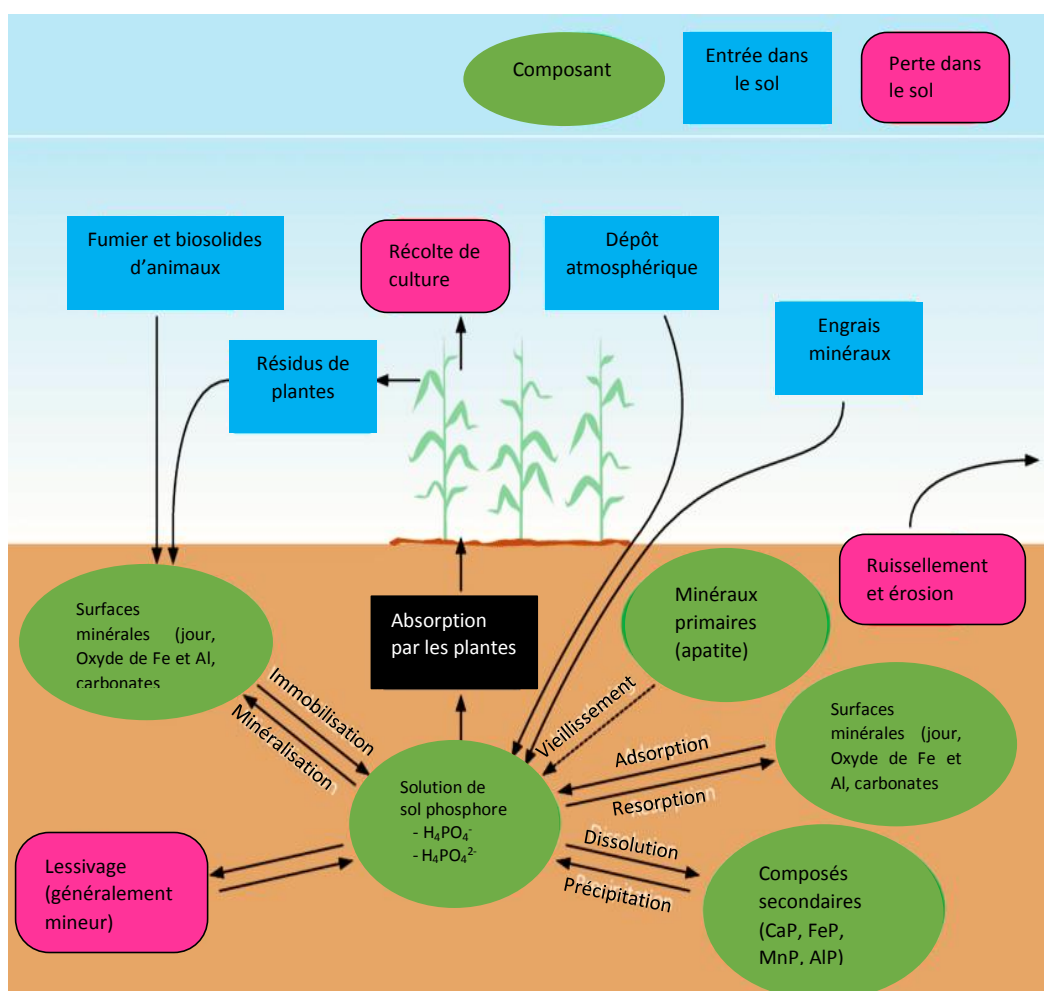 Composant
Entrée dans
le sol
Perte dans
le sol
Fumier et biosolides
d'animaux
Récolte de
culture
Dépôt
atmosphérique
Engrais
minéraux
Résidus de
plantes
Ruissellement
et érosion
Surfaces
minérales (jour,
Oxyde de Fe et Al,
carbonates
Absorption
par les plantes
Minéraux
primaires
(apatite)
Immobilisation
Minéralisation
Vieillissement
Adsorption
Resorption
Surfaces
minérales (jour,
Oxyde de Fe et
Al, carbonates
Solution de
sol phosphore
- H₄PO₄⁻
- H₄PO₄²⁻
Dissolution
Précipitation
Lessivage
(généralement
mineur)
Composés
secondaires
(CaP, FeP,
MnP, AlP)